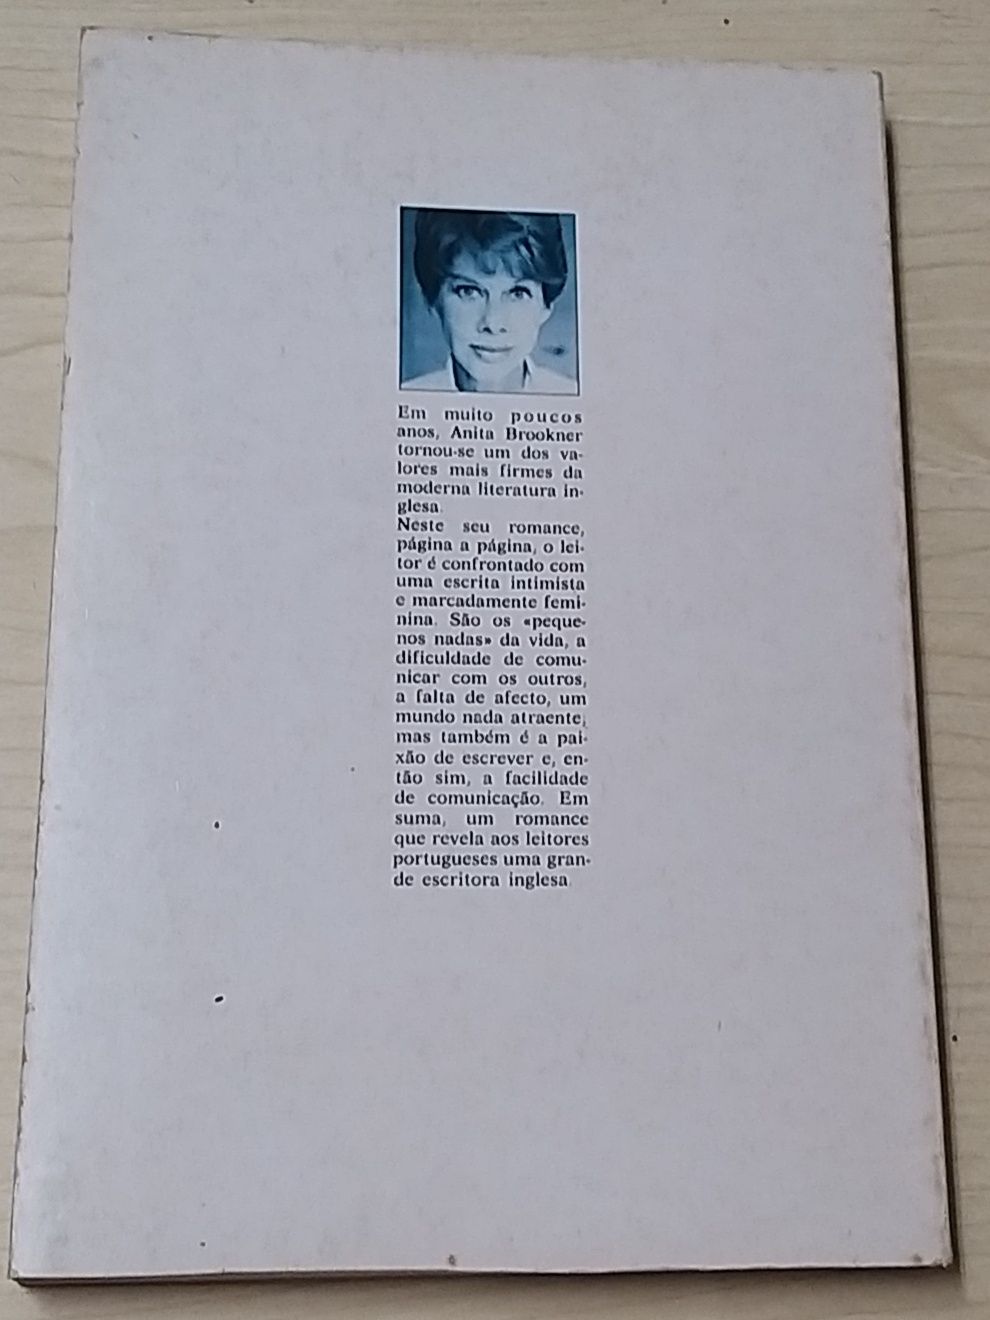 Em muito poucos
anos, Anita Brookner
tornou-se um dos va-
lores mais firmes da
moderna literatura in-
glesa.
Neste seu romance,
página a página, o lei-
tor é confrontado com
uma escrita intimista
e marcadamente femi-
nina. São os «peque-
nos nadas» da vida, a
dificuldade de comu-
nicar com os outros,
a falta de afecto, um
mundo nada atraente,
mas também é a pai-
xão de escrever e, en-
tão sim, a facilidade
de comunicação. Em
suma, um romance
que revela aos leitores
portugueses uma gran-
de escritora inglesa.